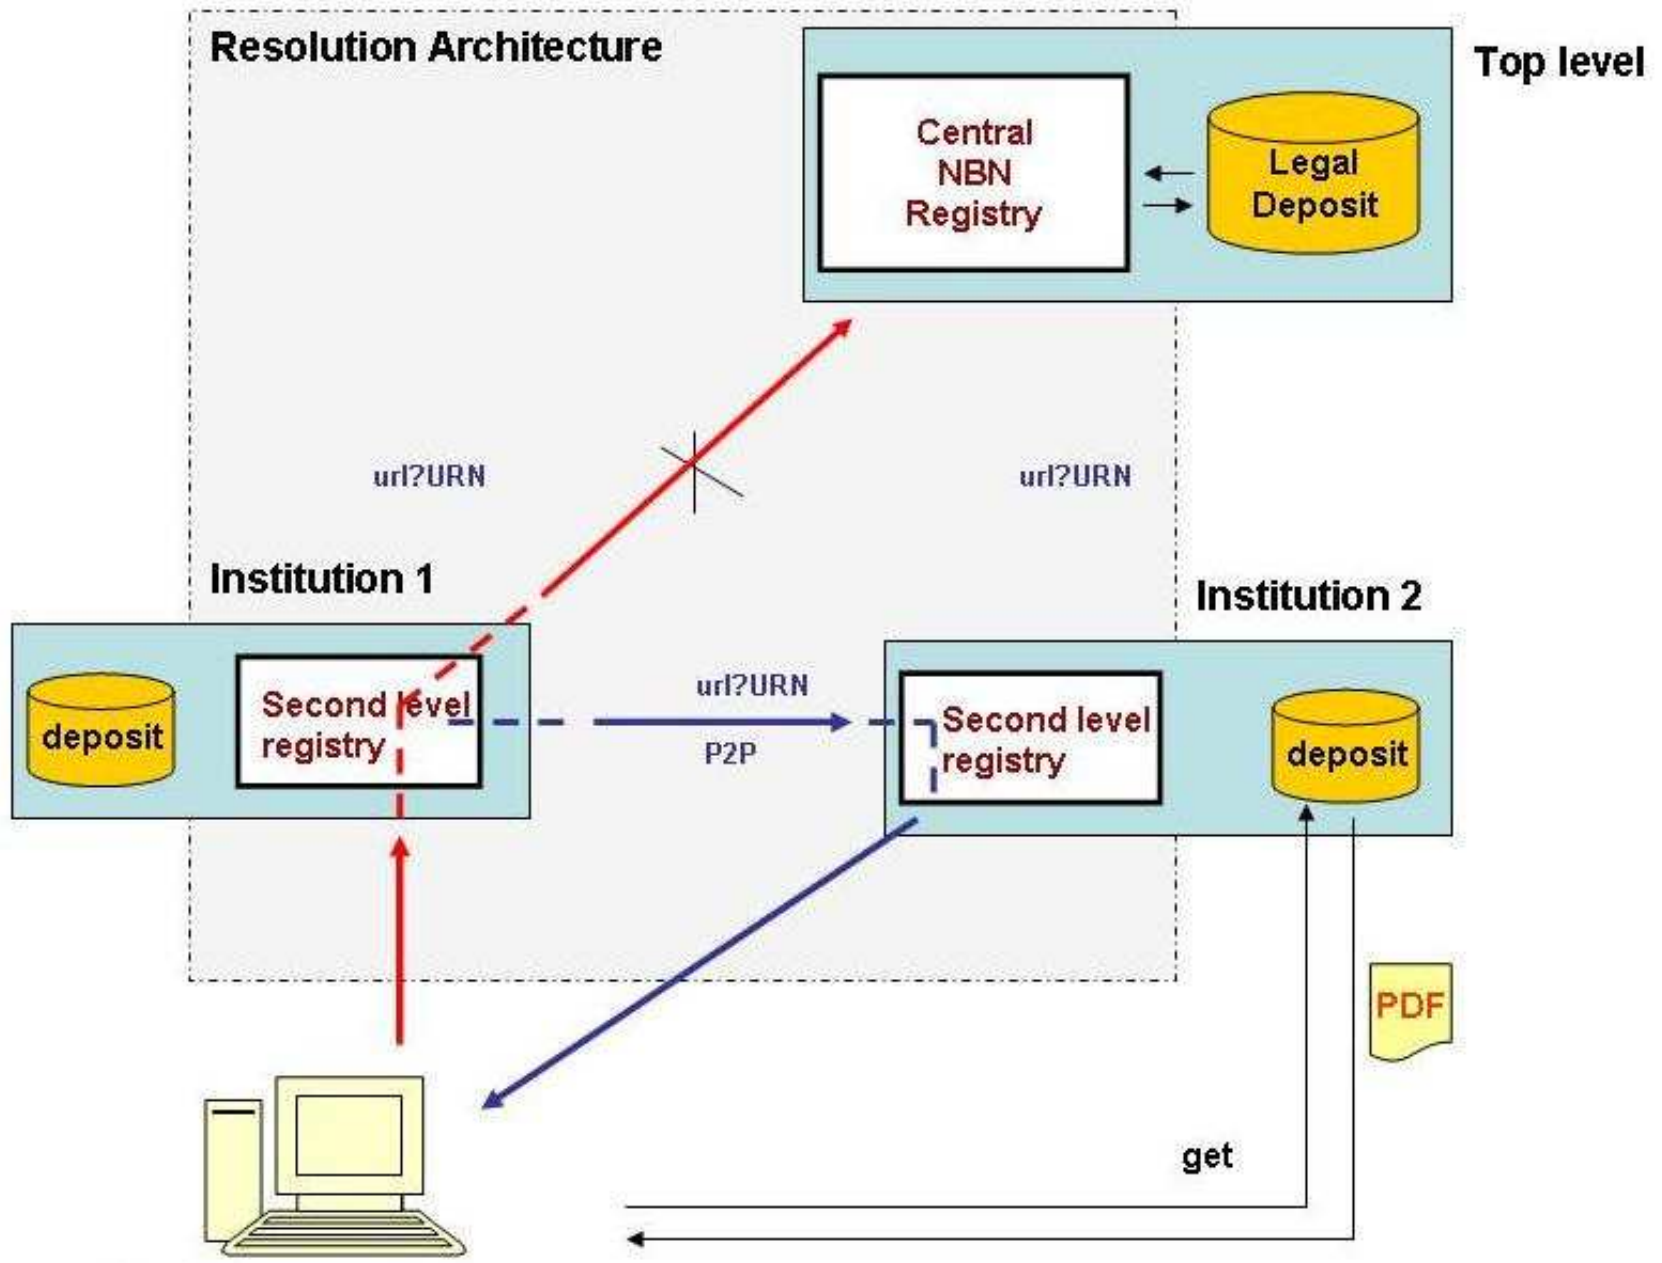 Resolution Architecture
Top level
Central
NBN
Registry
Legal
Deposit
url?URN
url?URN
Institution 1
Institution 2
deposit
Second level
registry
url?URN
P2P
Second level
registry
deposit
PDF
get